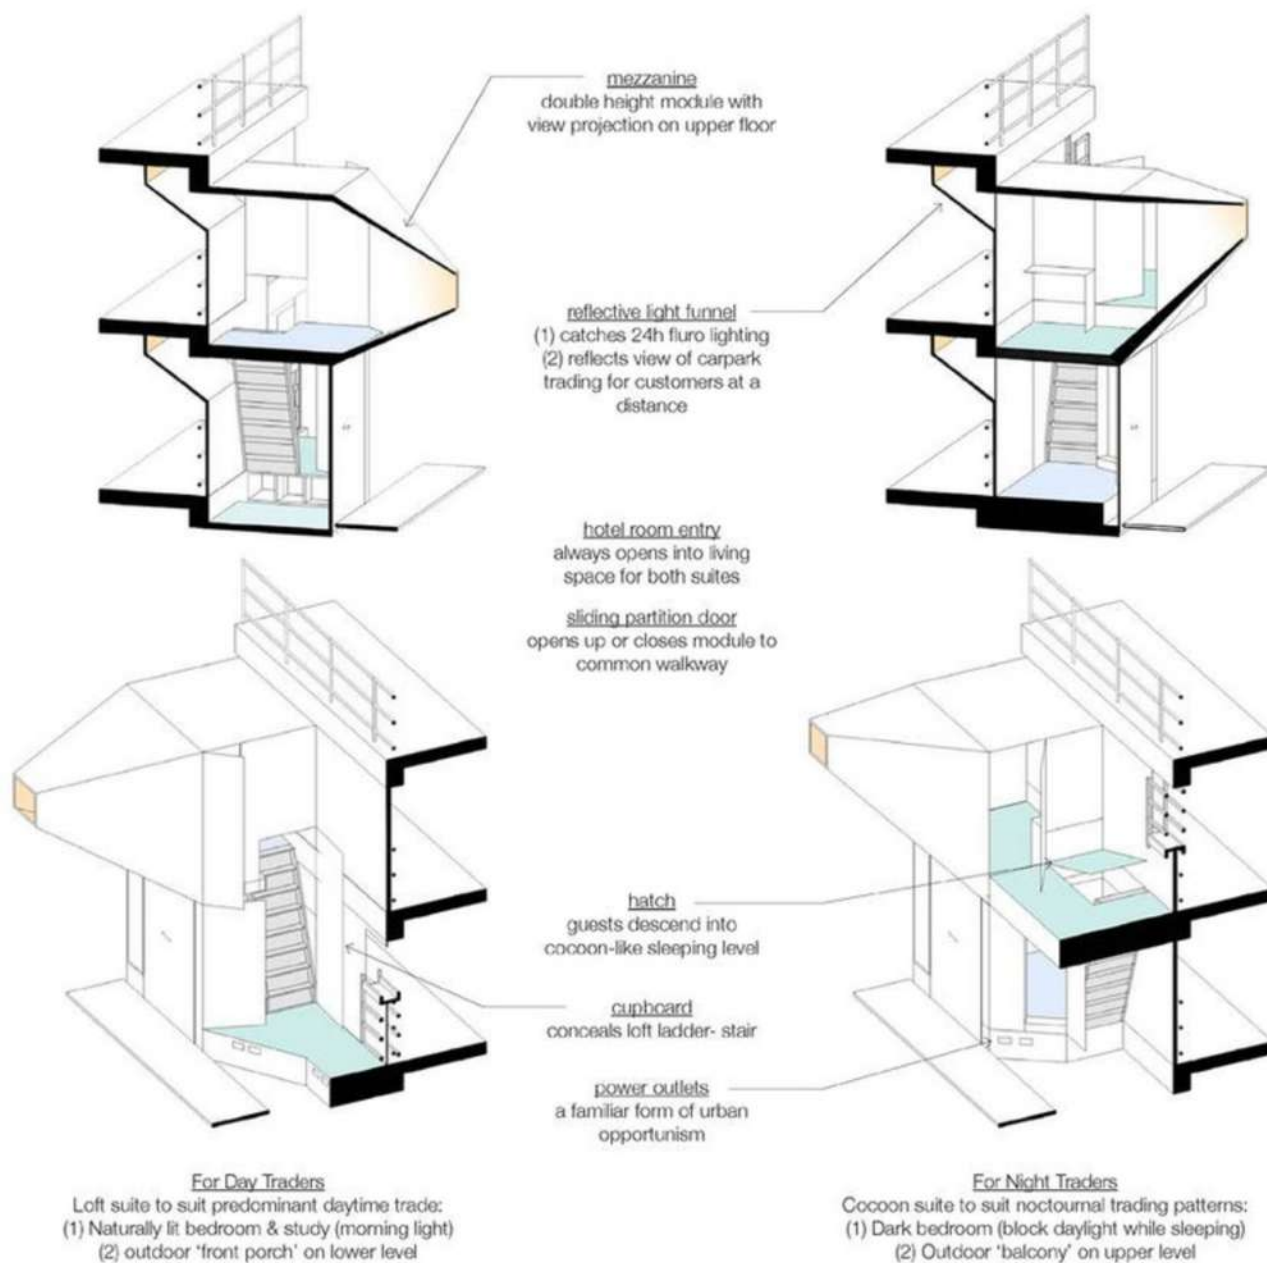 mezzanine
double height module with
view projection on upper floor
reflective light funnel
(1) catches 24h fluro lighting
(2) reflects view of carpark
trading for customers at a
distance
hotel room entry
always opens into living
space for both suites
sliding partition door
opens up or closes module to
common walkway
hatch
guests descend into
cocoon-like sleeping level
cupboard
conceals loft ladder- stair
power outlets
a familiar form of urban
opportunism
For Day Traders
Loft suite to suit predominant daytime trade:
(1) Naturally lit bedroom & study (morning light)
(2) outdoor ‘front porch’ on lower level
For Night Traders
Cocoon suite to suit noctournal trading patterns:
(1) Dark bedroom (block daylight while sleeping)
(2) Outdoor ‘balcony’ on upper level